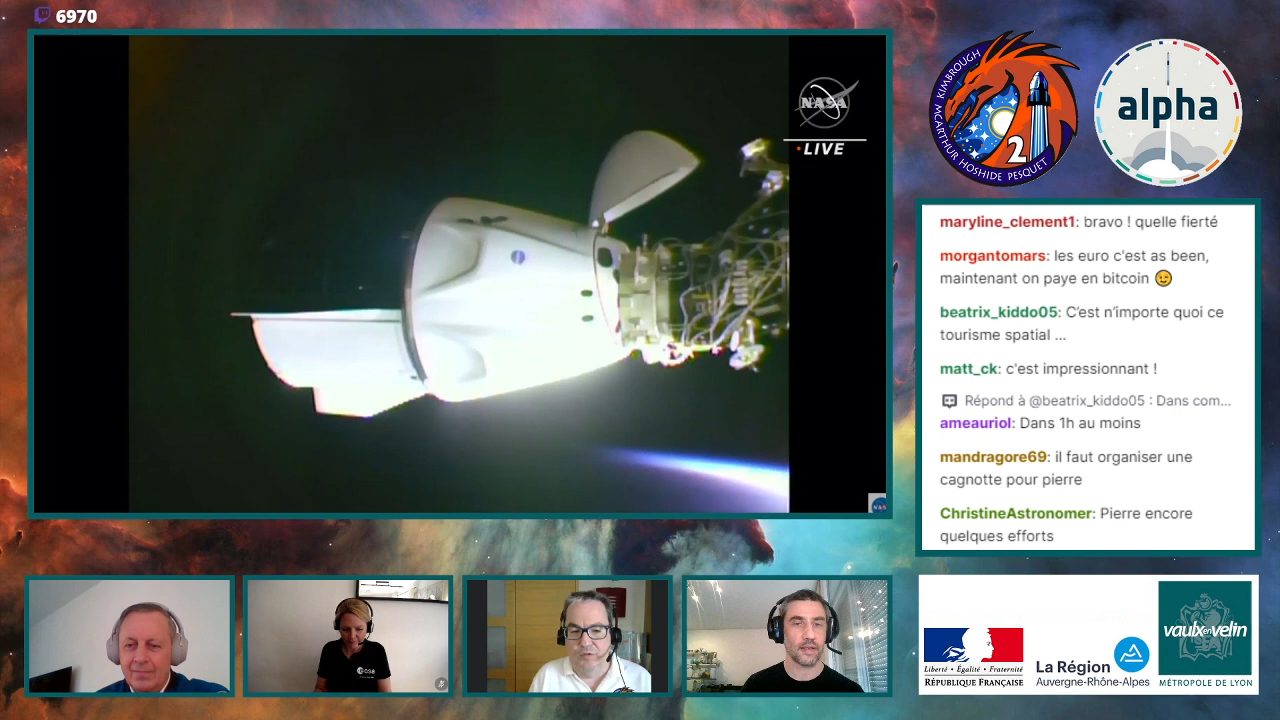 6970
NASA
LIVE
KIMBROUGH
MCARTHUR HOSHIDE PESQUET
2
alpha
maryline_clement1: bravo ! quelle fierté
morgantomars: les euro c'est as been,
maintenant on paye en bitcoin 😉
beatrix_kiddo05: C'est n'importe quoi ce
tourisme spatial ...
matt_ck: c'est impressionnant !
Répond à @beatrix_kiddo05 : Dans com...
ameauriol: Dans 1h au moins
mandragore69: il faut organiser une
cagnotte pour pierre
ChristineAstronomer: Pierre encore
quelques efforts
esa
Liberté • Égalité • Fraternité
RÉPUBLIQUE FRANÇAISE
La Région
Auvergne-Rhône-Alpes
vaulx en velin
MÉTROPOLE DE LYON